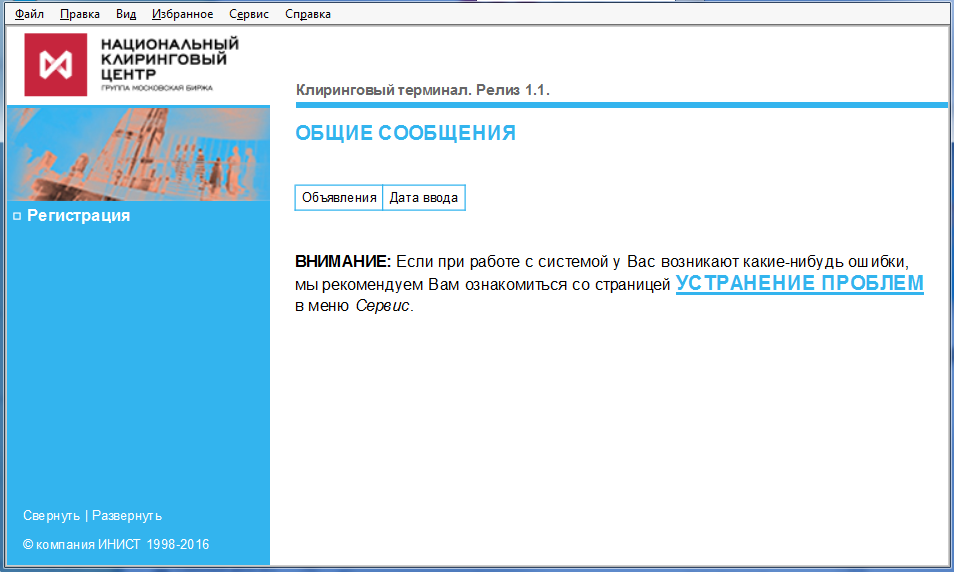 Файл Правка Вид Избранное Сервис Справка
НАЦИОНАЛЬНЫЙ
КЛИРИНГОВЫЙ
ЦЕНТР
ГРУППА МОСКОВСКАЯ БИРЖА
Клиринговый терминал. Релиз 1.1.
ОБЩИЕ СООБЩЕНИЯ
Объявления Дата ввода
Регистрация
ВНИМАНИЕ: Если при работе с системой у Вас возникают какие-нибудь ошибки,
мы рекомендуем Вам ознакомиться со страницей УСТРАНЕНИЕ ПРОБЛЕМ
в меню Сервис.
Свернуть | Развернуть
© компания ИНИСТ 1998-2016